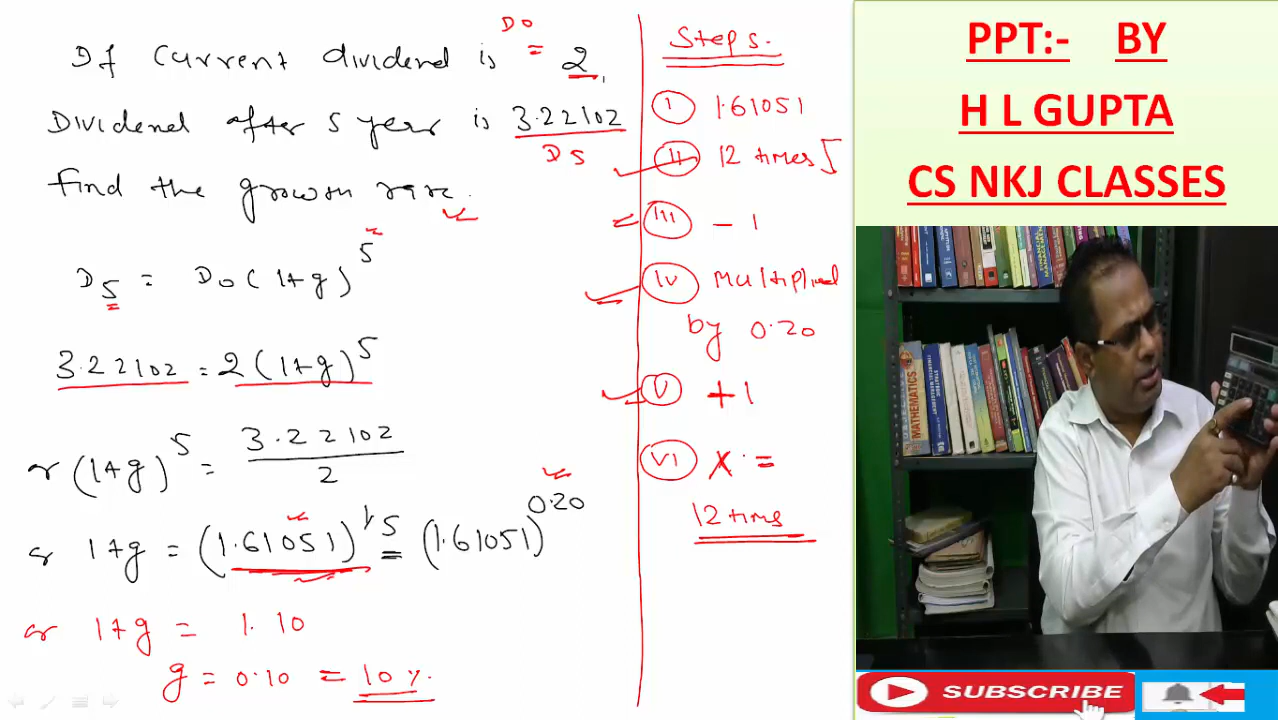 If current dividend is D0 = 2,
Dividend after 5 year is 3.22102
D5
Find the growth rate.
D5 = D0 (1+g)^5
3.22102 = 2 (1+g)^5
or (1+g)^5 = 3.22102 / 2
or 1+g = (1.61051)^1/5 = (1.61051)^0.20
or 1+g = 1.10
g = 0.10 = 10%.
Steps.
I 1.61051
II 12 times √
III - 1
IV Multiplied
by 0.20
V +1
VI X =
12 times
PPT:- BY
H L GUPTA
CS NKJ CLASSES
MATHEMATICS
SUBSCRIBE